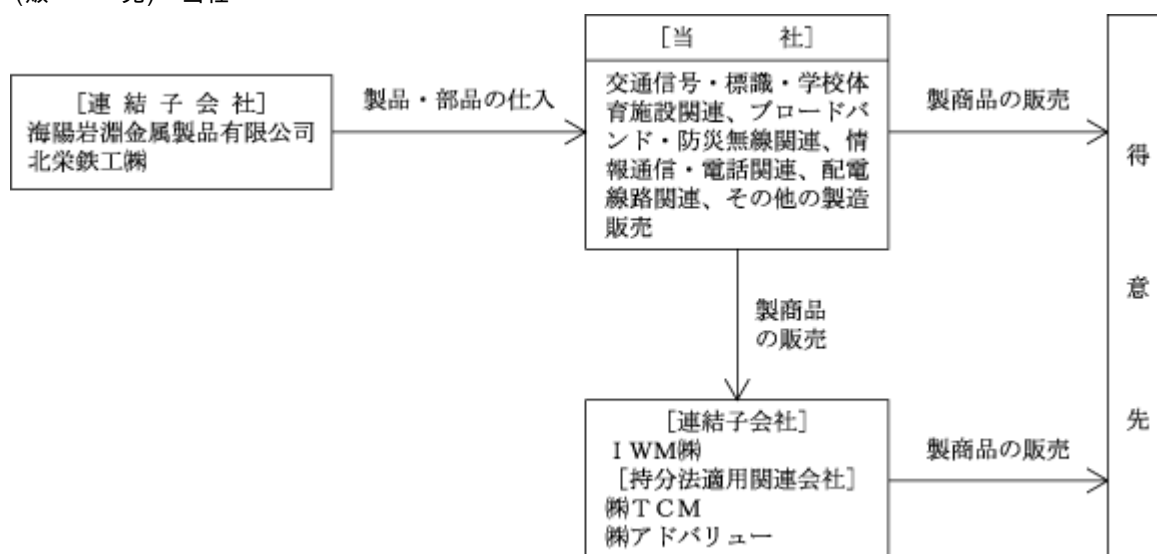 [当　　　社]
交通信号・標識・学校体
育施設関連、ブロードバ
ンド・防災無線関連、情
報通信・電話関連、配電
線路関連、その他の製造
販売
[連 結 子 会 社]
海陽岩淵金属製品有限公司
北栄鉄工㈱
製品・部品の仕入
製商品の販売
製商品
の販売
[連結子会社]
ＩWM㈱
[持分法適用関連会社]
㈱ＴＣＭ
㈱アドバリュー
製商品の販売
得
意
先